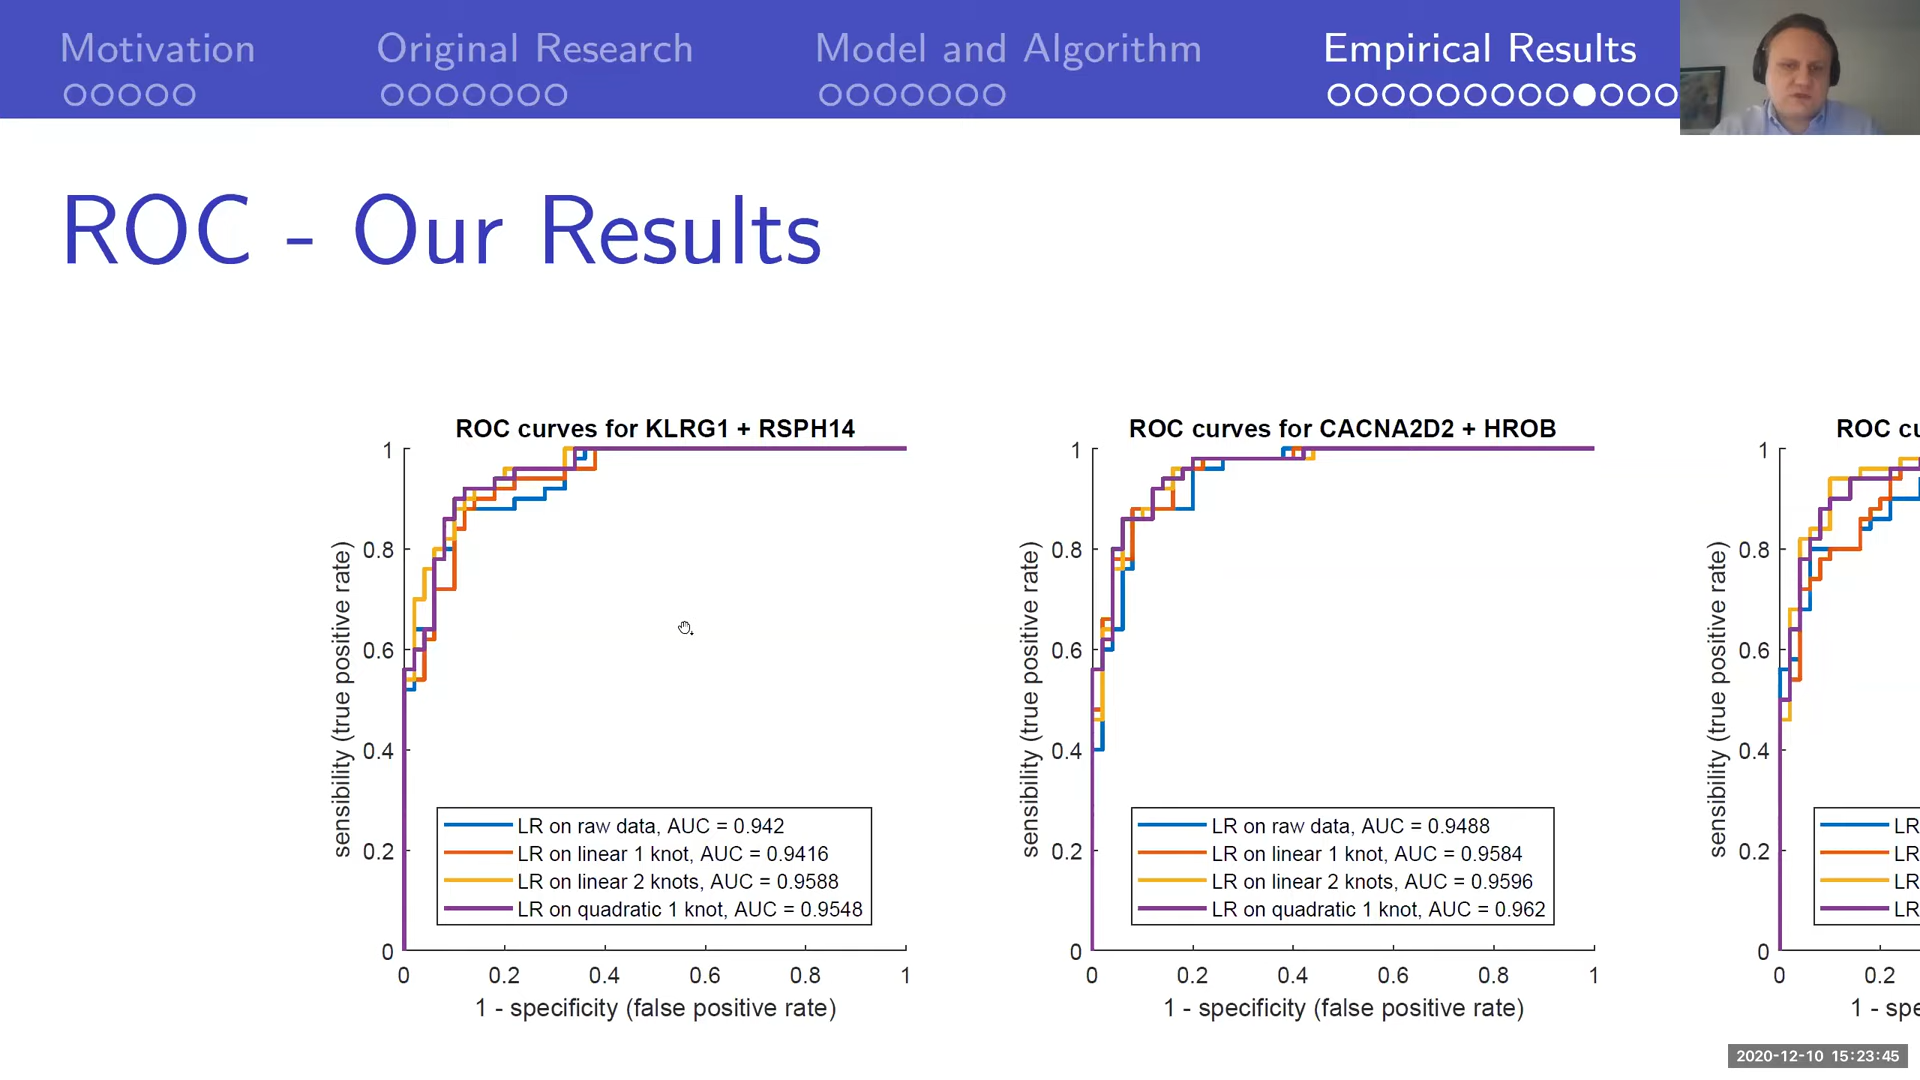 Motivation
Original Research
Model and Algorithm
Empirical Results
ROC - Our Results
ROC curves for KLRG1 + RSPH14
sensibility (true positive rate)
1
0.8
0.6
0.4
0.2
0
LR on raw data, AUC = 0.942
LR on linear 1 knot, AUC = 0.9416
LR on linear 2 knots, AUC = 0.9588
LR on quadratic 1 knot, AUC = 0.9548
0 0.2 0.4 0.6 0.8 1
1 - specificity (false positive rate)
ROC curves for CACNA2D2 + HROB
sensibility (true positive rate)
1
0.8
0.6
0.4
0.2
0
LR on raw data, AUC = 0.9488
LR on linear 1 knot, AUC = 0.9584
LR on linear 2 knots, AUC = 0.9596
LR on quadratic 1 knot, AUC = 0.962
0 0.2 0.4 0.6 0.8 1
1 - specificity (false positive rate)
ROC cu
sensibility (true positive rate)
1
0.8
0.6
0.4
0.2
0
LR
LR
LR
LR
0 0.2
1 - spe
2020-12-10 15:23:45